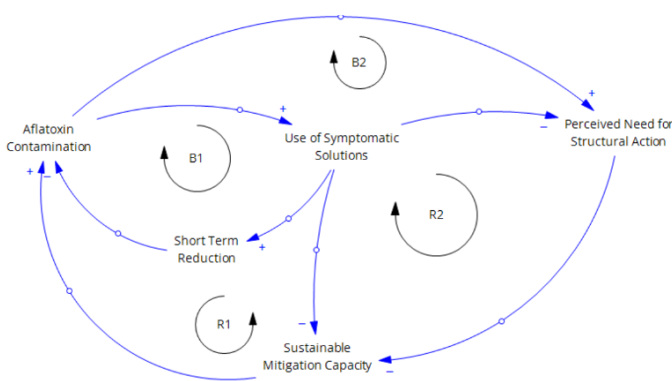 B2
+
+
Aflatoxin
Contamination
Use of Symptomatic
Solutions
−
Perceived Need for
Structural Action
B1
+
−
R2
Short Term
Reduction
+
R1
−
Sustainable
Mitigation Capacity
−